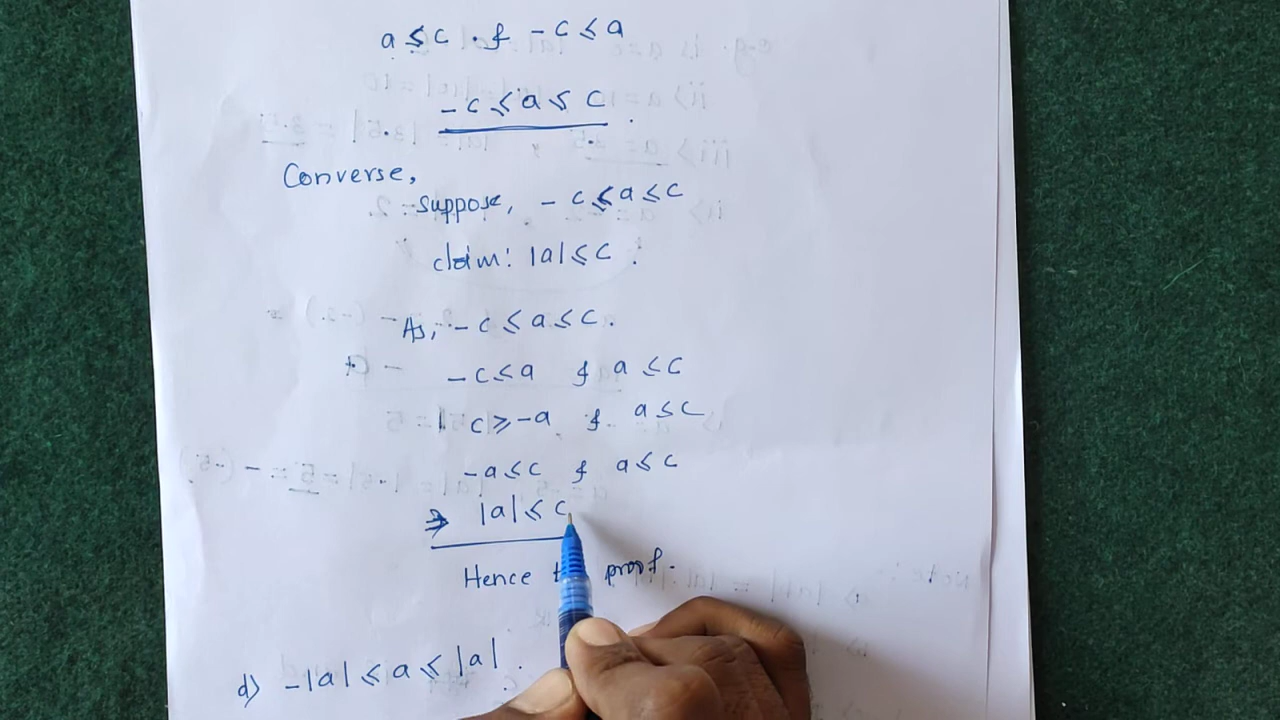 a ≤ c . & -c ≤ a
-c ≤ a ≤ c .
Converse,
suppose, -c ≤ a ≤ c
claim: |a| ≤ c .
As, -c ≤ a ≤ c.
-c ≤ a & a ≤ c
c ≥ -a & a ≤ c
-a ≤ c & a ≤ c
⇒ |a| ≤ c
Hence proof.
d) -|a| ≤ a ≤ |a| .